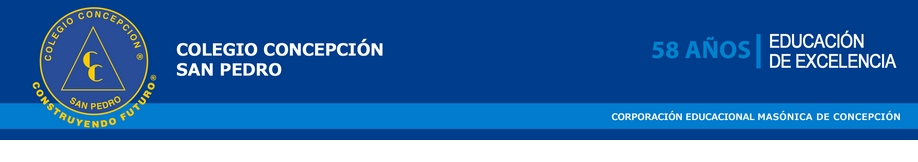 COLEGIO CONCEPCION ®
CC
SAN PEDRO
CONSTRUYENDO FUTURO®
COLEGIO CONCEPCIÓN
SAN PEDRO
58 AÑOS
EDUCACIÓN
DE EXCELENCIA
CORPORACIÓN EDUCACIONAL MASÓNICA DE CONCEPCIÓN